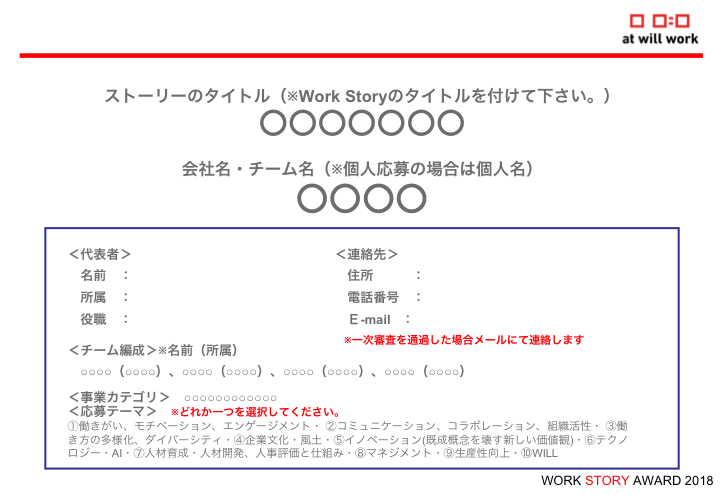 at will work
ストーリーのタイトル（※Work Storyのタイトルを付けて下さい。）
〇〇〇〇〇〇〇
会社名・チーム名（※個人応募の場合は個人名）
〇〇〇〇
＜代表者＞
名前　：
所属　：
役職　：
＜連絡先＞
住所　　　：
電話番号　：
Ｅ-mail　：
※一次審査を通過した場合メールにて連絡します
＜チーム編成＞※名前（所属）
○○○○（○○○○）、○○○○（○○○○）、○○○○（○○○○）、○○○○（○○○○）
＜事業カテゴリ＞　○○○○○○○○○○○○
＜応募テーマ＞　※どれか一つを選択してください。
①働きがい、モチベーション、エンゲージメント・ ②コミュニケーション、コラボレーション、組織活性・ ③働
き方の多様化、ダイバーシティ・④企業文化・風土・⑤イノベーション(既成概念を壊す新しい価値観)・⑥テクノ
ロジー・AI・⑦人材育成・人材開発、人事評価と仕組み・⑧マネジメント・⑨生産性向上・⑩WILL
WORK STORY AWARD 2018